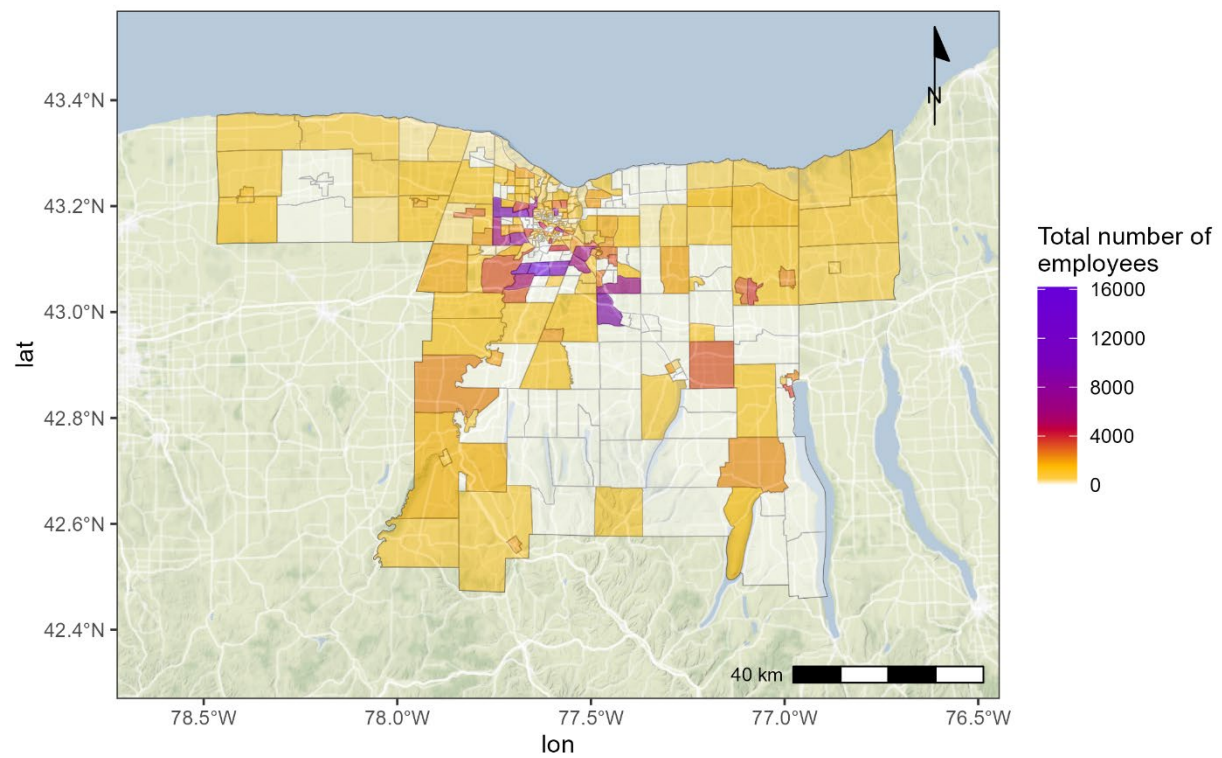 N
43.4°N
43.2°N
43.0°N
42.8°N
42.6°N
42.4°N
lat
40 km
78.5°W
78.0°W
77.5°W
77.0°W
76.5°W
lon
Total number of
employees
16000
12000
8000
4000
0